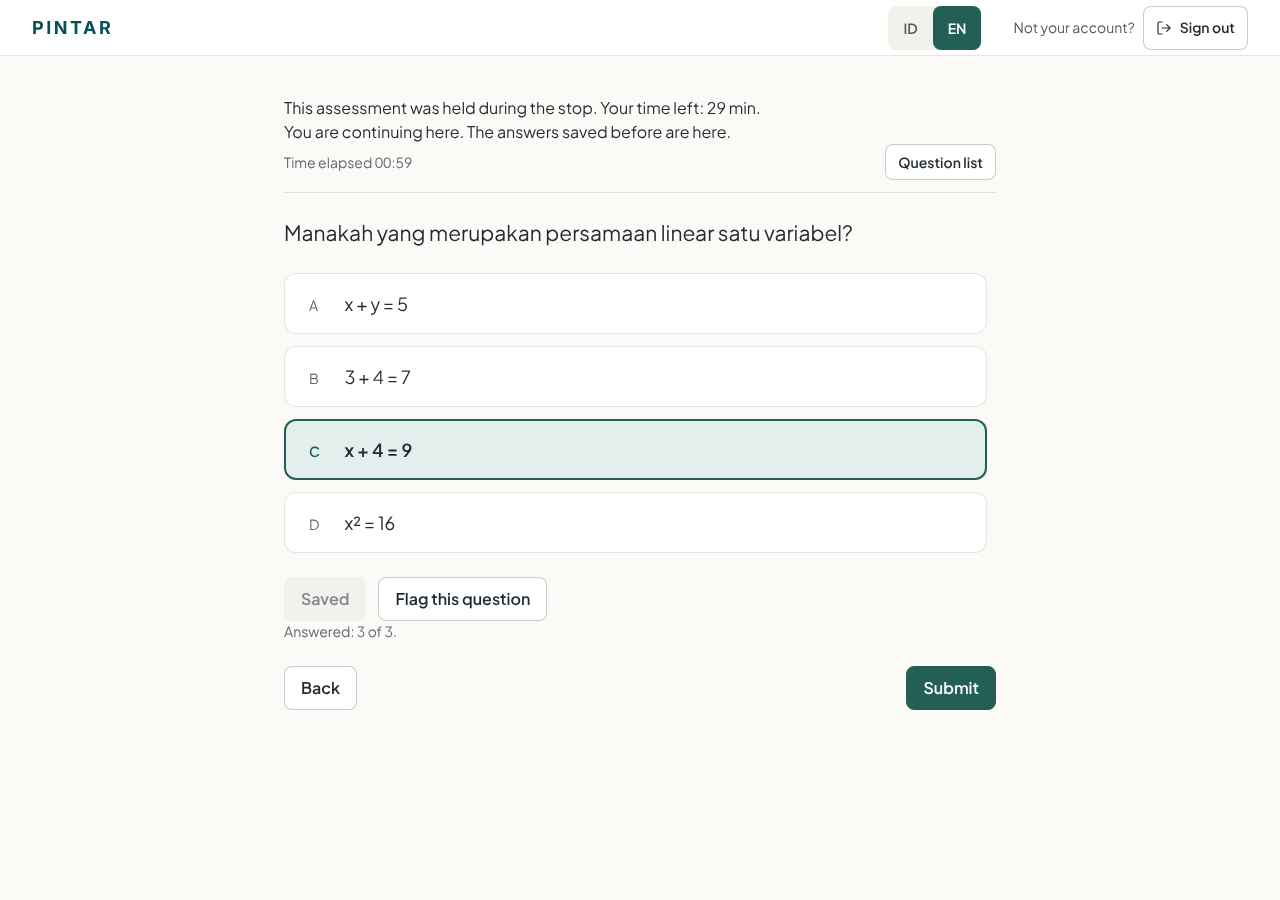 PINTAR
ID EN Not your account? Sign out
This assessment was held during the stop. Your time left: 29 min.
You are continuing here. The answers saved before are here.
Time elapsed 00:59 Question list
Manakah yang merupakan persamaan linear satu variabel?
A x + y = 5
B 3 + 4 = 7
C x + 4 = 9
D x² = 16
Saved Flag this question
Answered: 3 of 3.
Back Submit